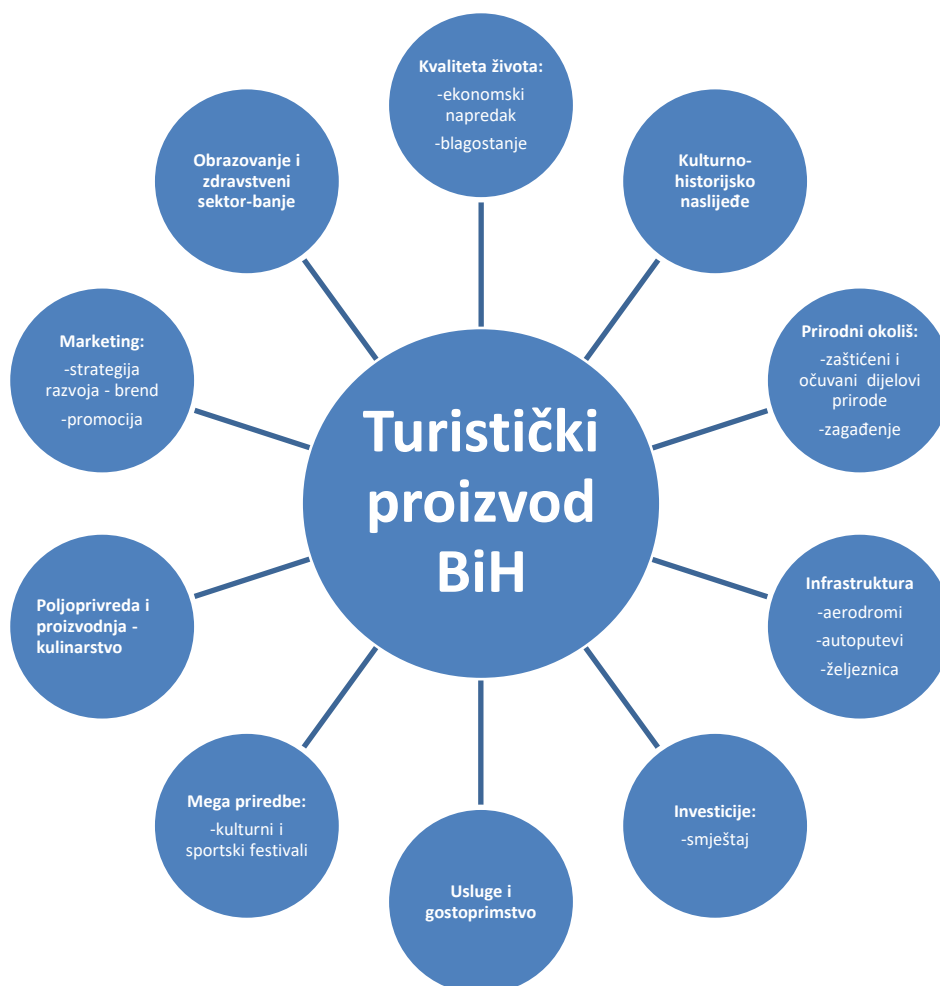 Kvaliteta života:
-ekonomski
napredak
-blagostanje
Kulturno-
historijsko
naslijeđe
Prirodni okoliš:
-zaštićeni i
očuvani dijelovi
prirode
-zagađenje
Infrastruktura
-aerodromi
-autoputevi
-željeznica
Investicije:
-smještaj
Usluge i
gostoprimstvo
Mega priredbe:
-kulturni i
sportski festivali
Poljoprivreda i
proizvodnja -
kulinarstvo
Marketing:
-strategija
razvoja - brend
-promocija
Obrazovanje i
zdravstveni
sektor-banje
Turistički
proizvod
BiH